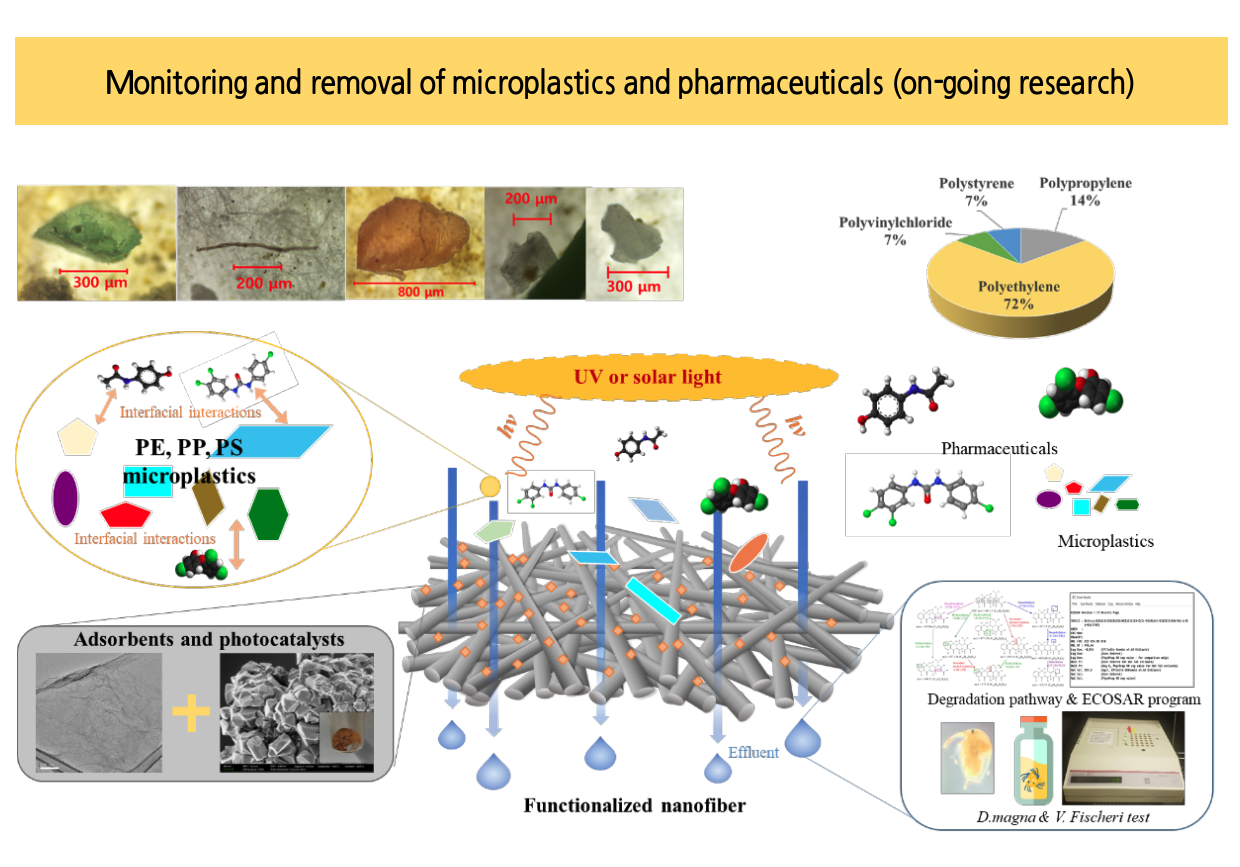 Monitoring and removal of microplastics and pharmaceuticals (on-going research)
300 μm
200 μm
800 μm
200 μm
300 μm
Polystyrene
7%
Polypropylene
14%
Polyvinylchloride
7%
Polyethylene
72%
Interfacial interactions
PE, PP, PS
microplastics
Interfacial interactions
UV or solar light
hν
hν
Pharmaceuticals
Microplastics
Adsorbents and photocatalysts
Effluent
Functionalized nanofiber
Degradation pathway & ECOSAR program
D.magna & V. Fischeri test